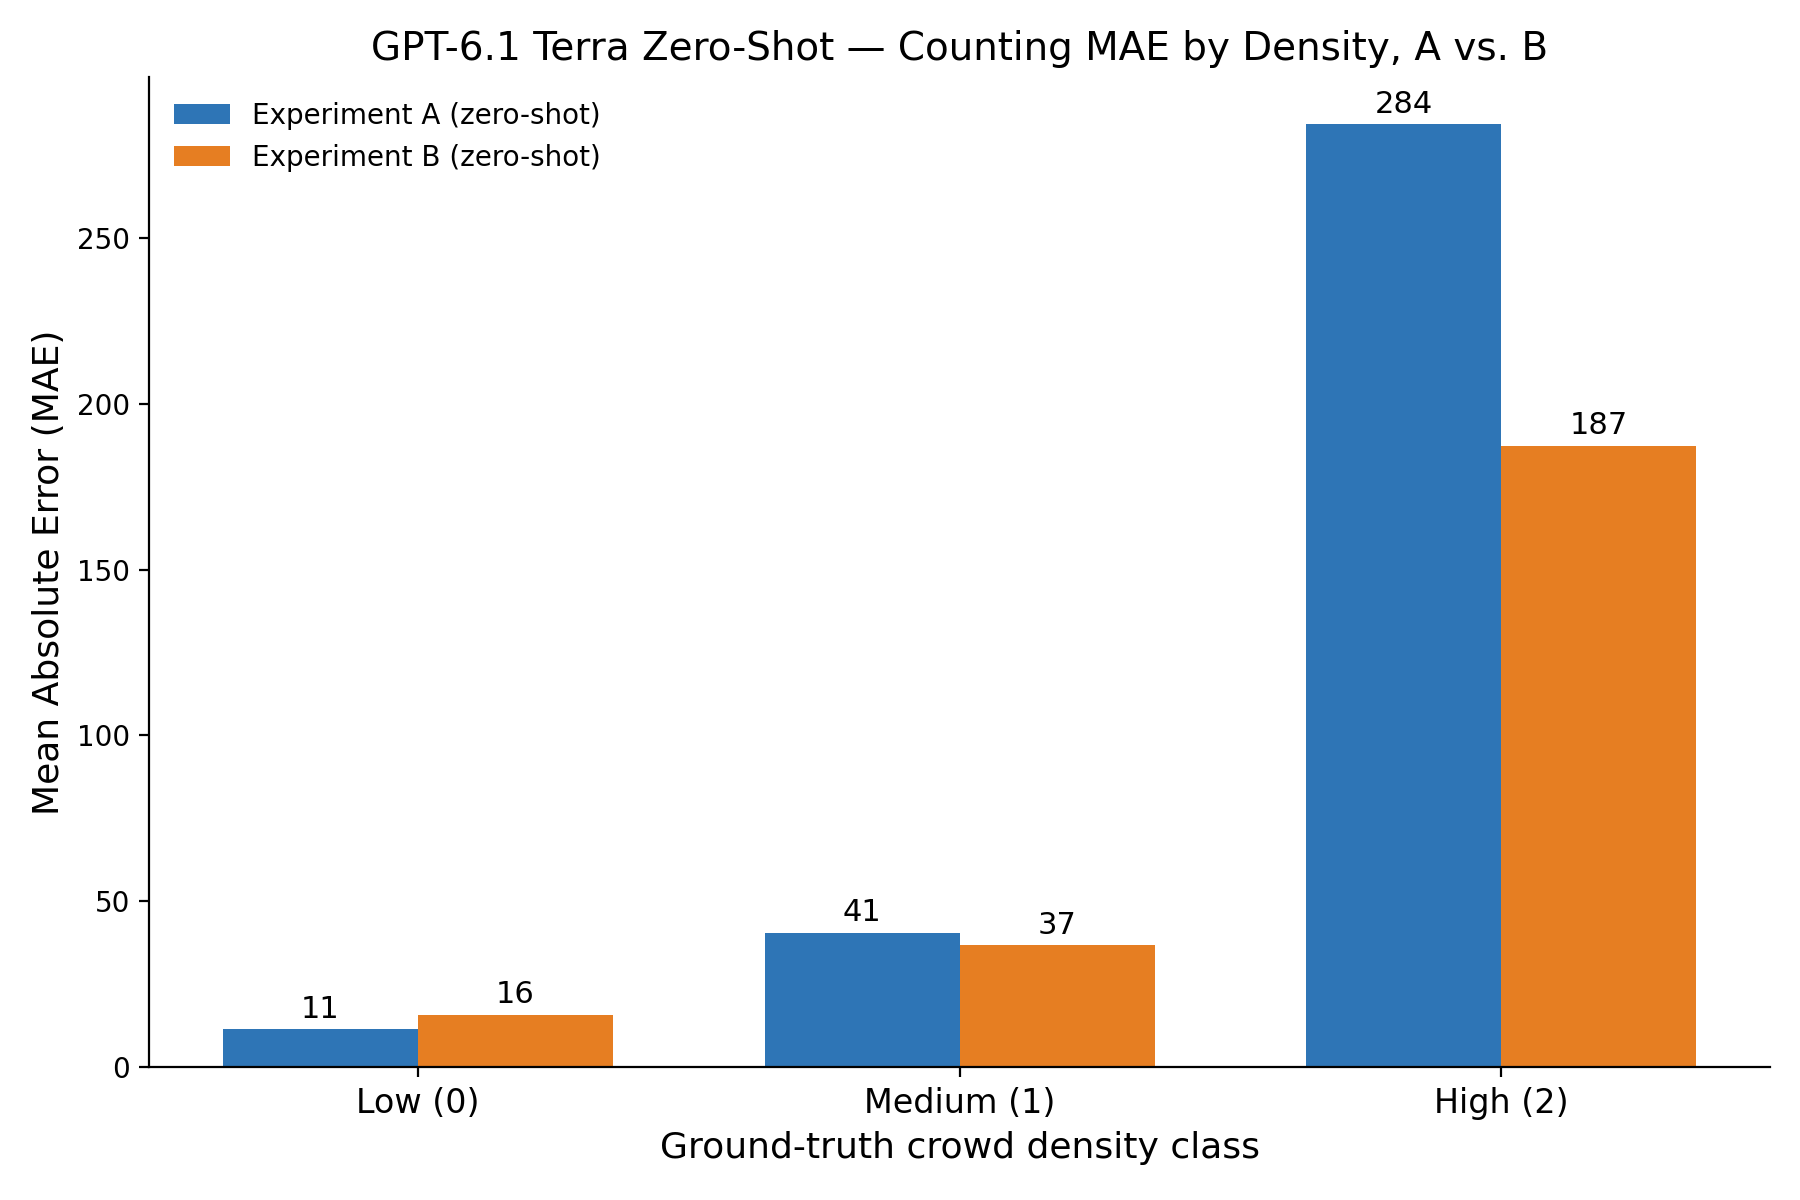 GPT-6.1 Terra Zero-Shot — Counting MAE by Density, A vs. B
Experiment A (zero-shot)
Experiment B (zero-shot)
Mean Absolute Error (MAE)
250
200
150
100
50
0
11
16
41
37
284
187
Low (0)
Medium (1)
High (2)
Ground-truth crowd density class